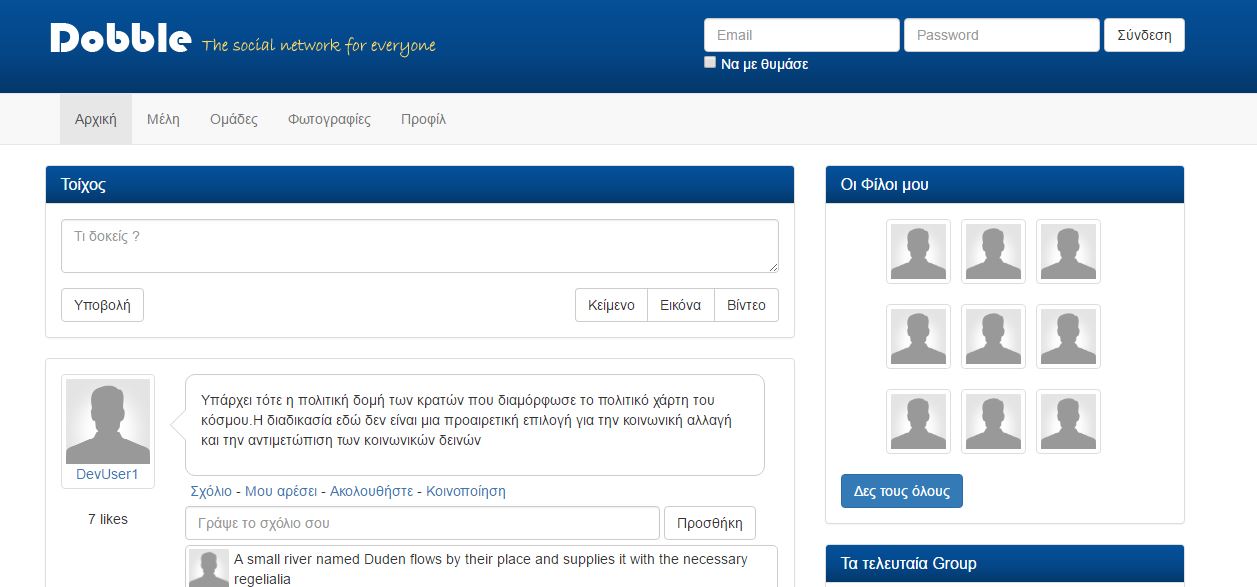 Dobble The social network for everyone
Email Password Σύνδεση
Να με θυμάσε
Αρχική Μέλη Ομάδες Φωτογραφίες Προφίλ
Τοίχος
Τι δοκείς ?
Υποβολή Κείμενο Εικόνα Βίντεο
Υπάρχει τότε η πολιτική δομή των κρατών που διαμόρφωσε το πολιτικό χάρτη του
κόσμου.Η διαδικασία εδώ δεν είναι μια προαιρετική επιλογή για την κοινωνική αλλαγή
και την αντιμετώπιση των κοινωνικών δεινών
DevUser1
7 likes
Σχόλιο - Μου αρέσει - Ακολουθήστε - Κοινοποίηση
Γράψε το σχόλιο σου Προσθήκη
A small river named Duden flows by their place and supplies it with the necessary
regelialia
Οι Φίλοι μου
Δες τους όλους
Τα τελευταία Group